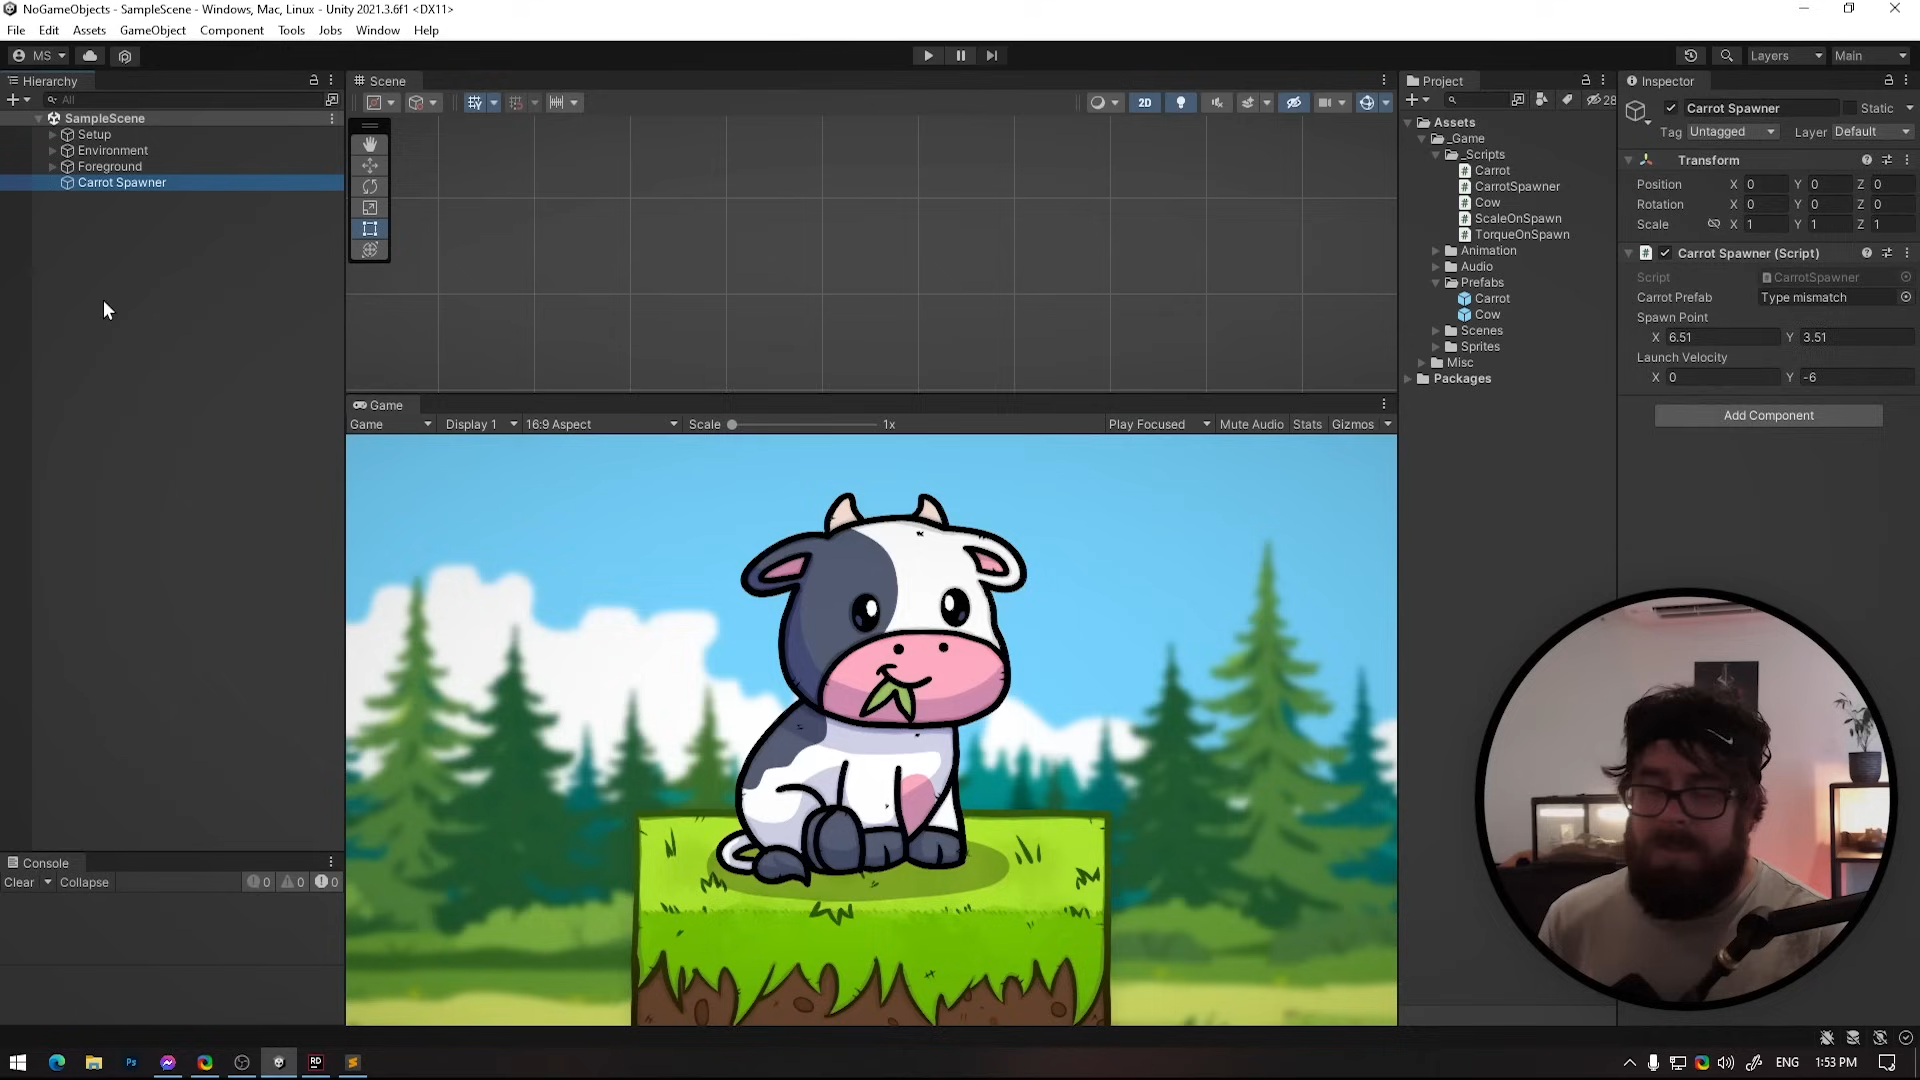 NoGameObjects - SampleScene - Windows, Mac, Linux - Unity 2021.3.6f1 <DX11>
File Edit Assets GameObject Component Tools Jobs Window Help
MS
Layers
Main
Hierarchy
All
SampleScene
Setup
Environment
Foreground
Carrot Spawner
Scene
2D
Game
Game
Display 1
16:9 Aspect
Scale
1x
Play Focused
Mute Audio
Stats
Gizmos
Project
28
Assets
_Game
_Scripts
Carrot
CarrotSpawner
Cow
ScaleOnSpawn
TorqueOnSpawn
Animation
Audio
Prefabs
Carrot
Cow
Scenes
Sprites
Misc
Packages
Inspector
Carrot Spawner
Static
Tag Untagged Layer Default
Transform
Position X 0 Y 0 Z 0
Rotation X 0 Y 0 Z 0
Scale X 1 Y 1 Z 1
Carrot Spawner (Script)
Script CarrotSpawner
Carrot Prefab Type mismatch
Spawn Point
X 6.51 Y 3.51
Launch Velocity
X 0 Y -6
Add Component
Console
Clear Collapse 0 0 0
Ps
RD
ENG 1:53 PM